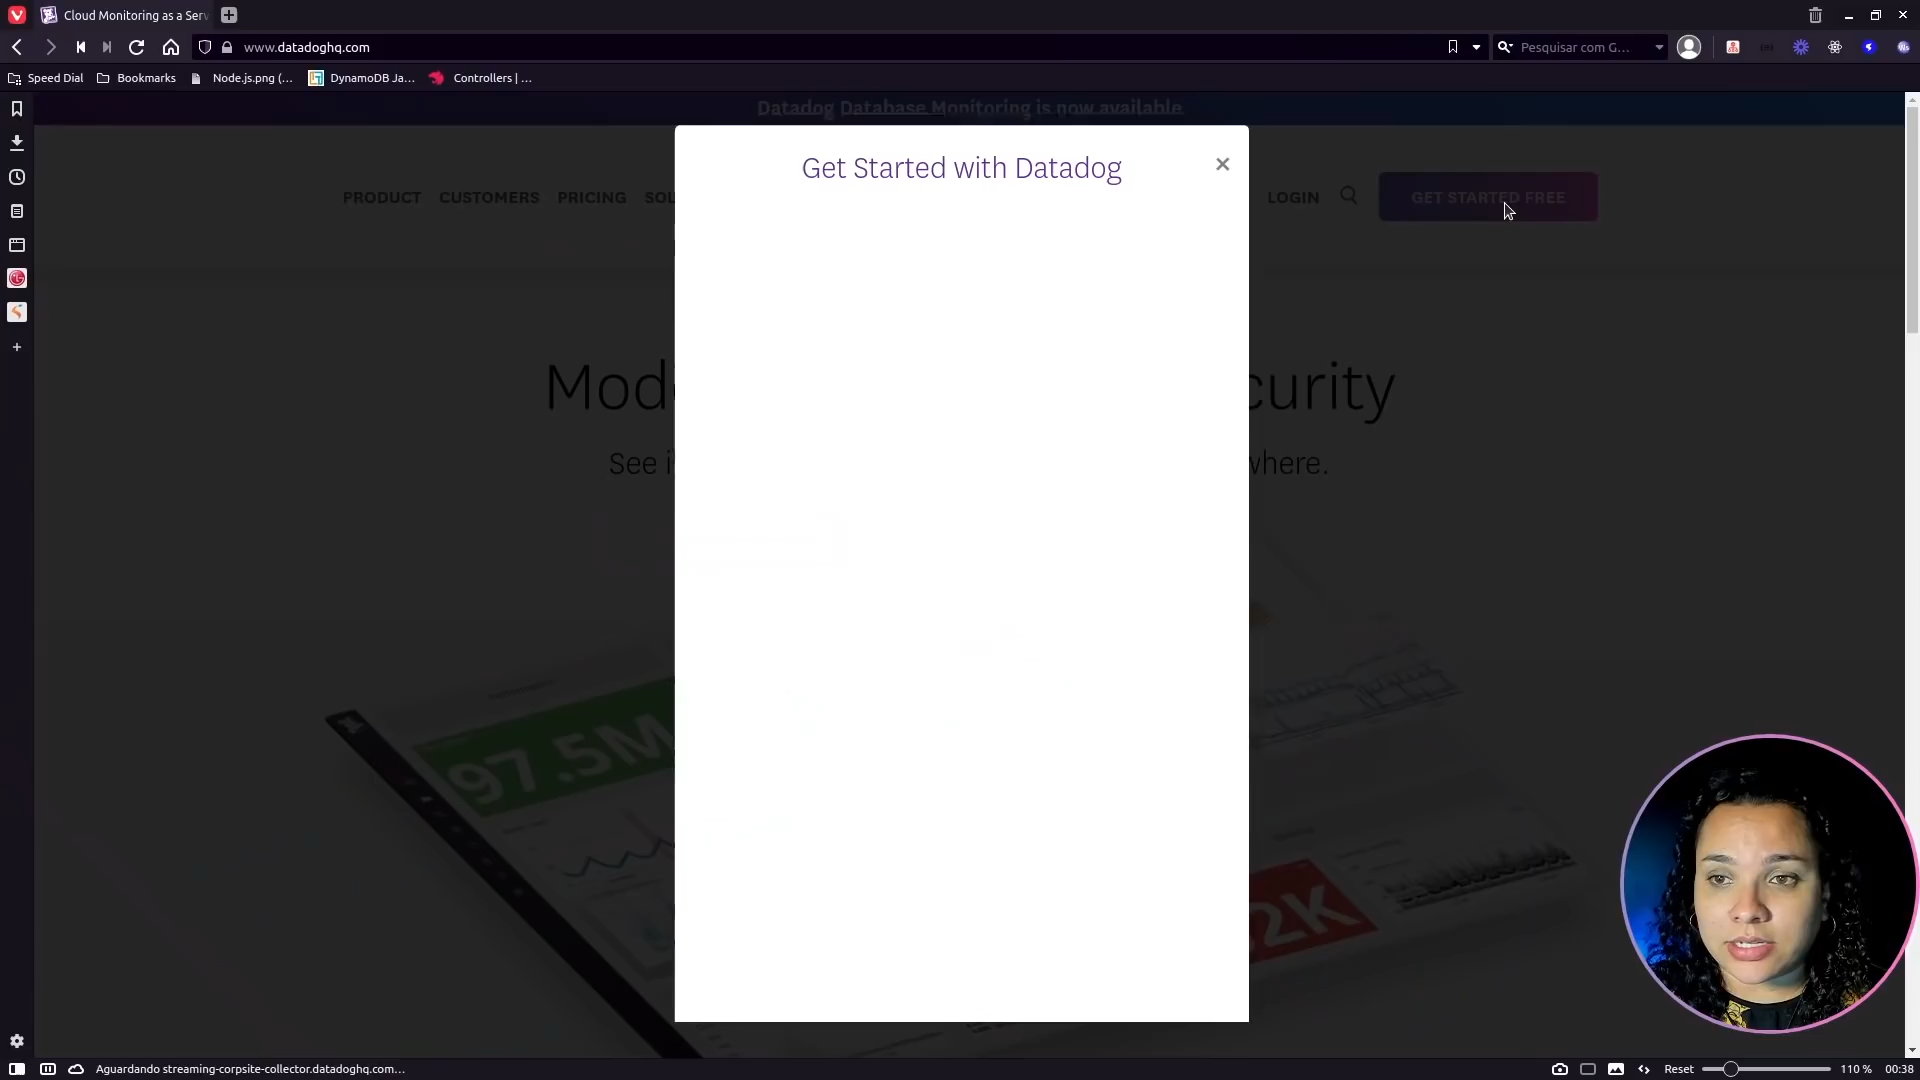 Cloud Monitoring as a Serv
www.datadoghq.com
Pesquisar com G...
Speed Dial
Bookmarks
Node.js.png (...
DynamoDB Ja...
Controllers | ...
Datadog Database Monitoring is now available
Get Started with Datadog
PRODUCT
CUSTOMERS
PRICING
SOL
LOGIN
GET STARTED FREE
Mod
curity
See i
where.
97.5M
2K
Aguardando streaming-corpsite-collector.datadoghq.com...
Reset
110 %
00:38